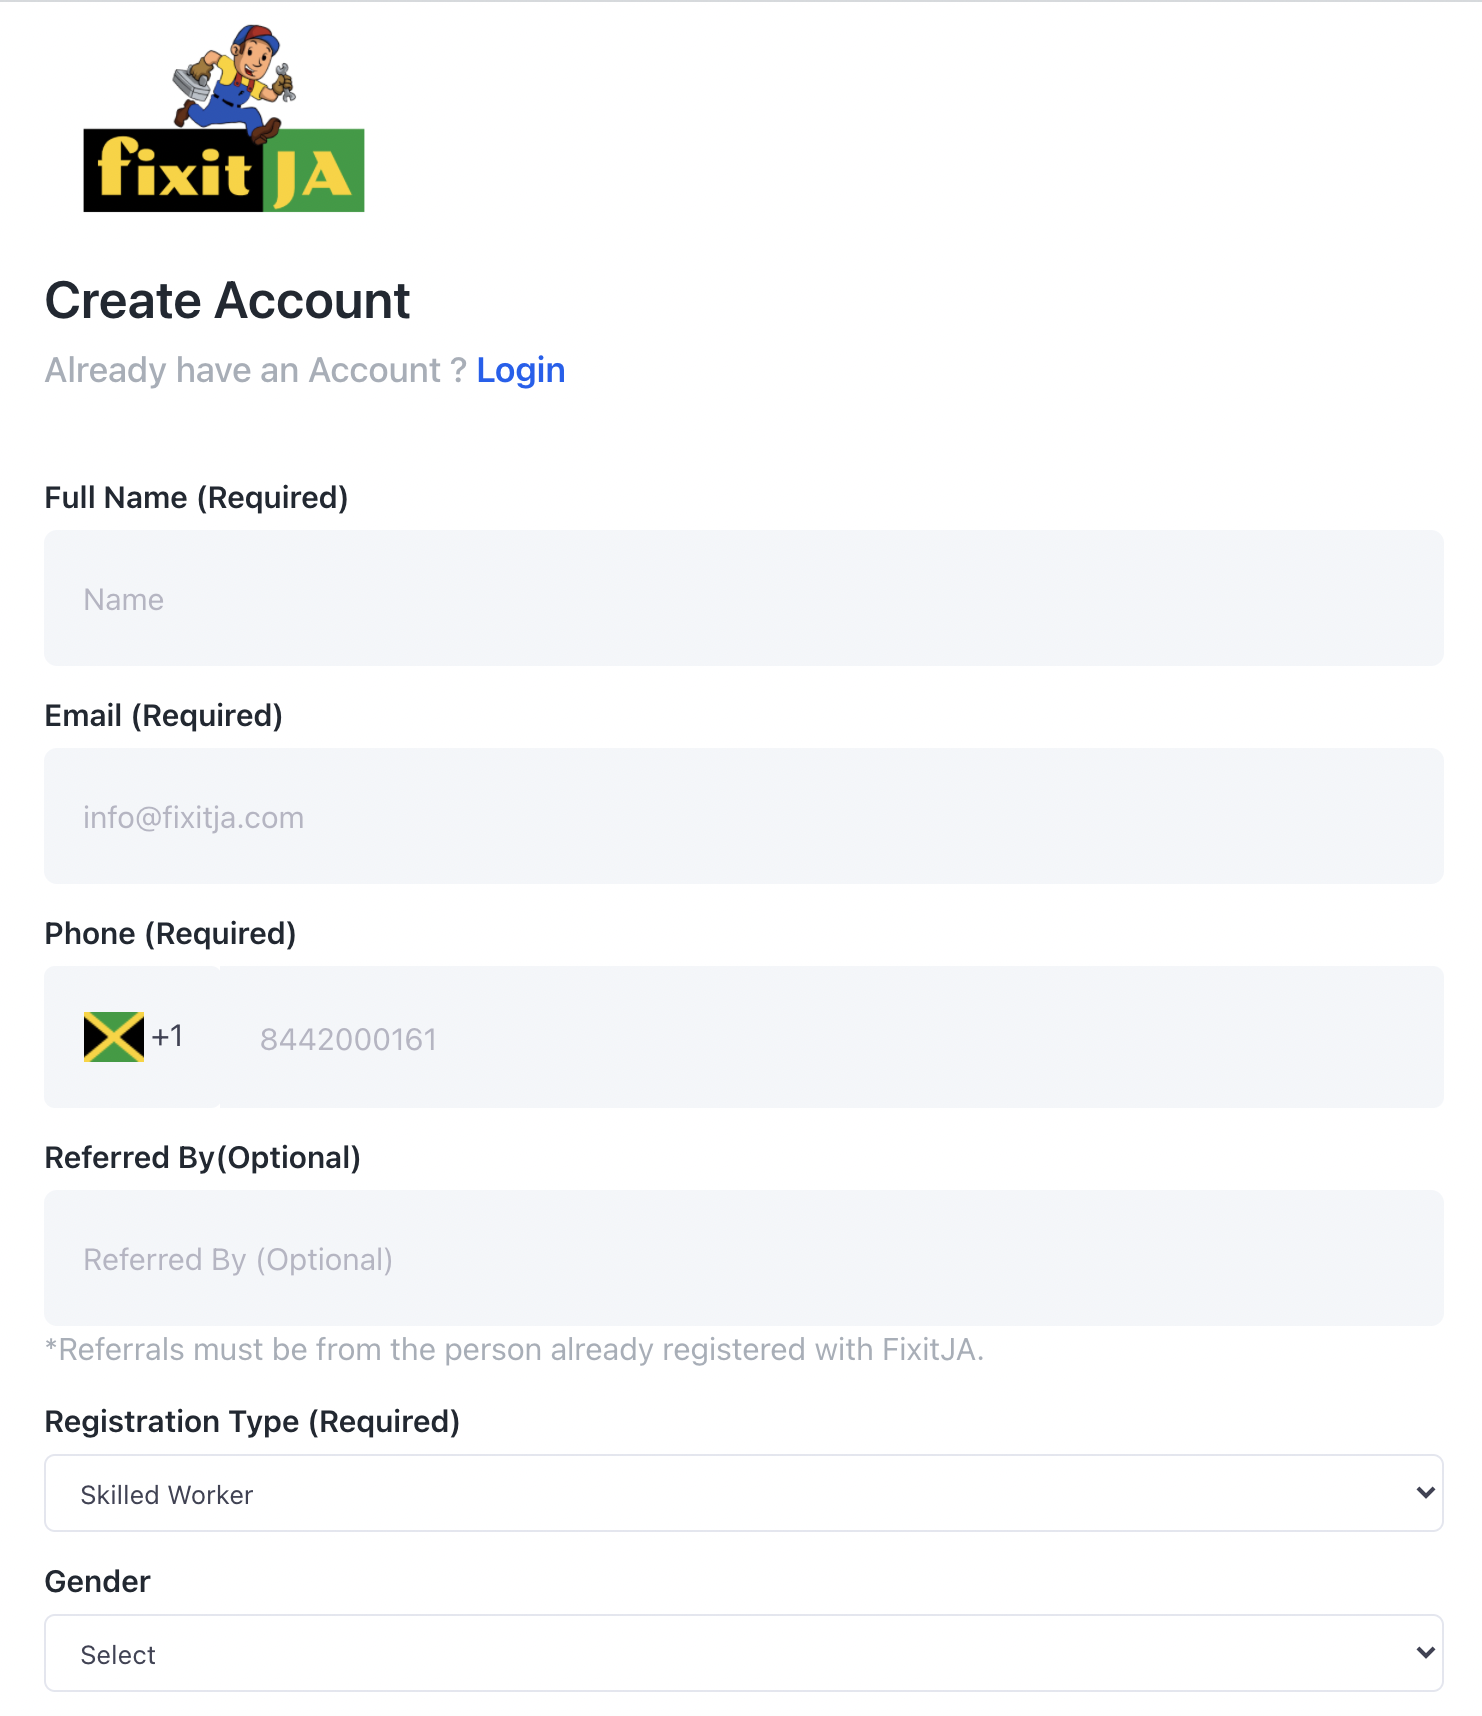 fixit JA
Create Account
Already have an Account ? Login
Full Name (Required)
Name
Email (Required)
info@fixitja.com
Phone (Required)
+1 8442000161
Referred By(Optional)
Referred By (Optional)
*Referrals must be from the person already registered with FixitJA.
Registration Type (Required)
Skilled Worker
Gender
Select